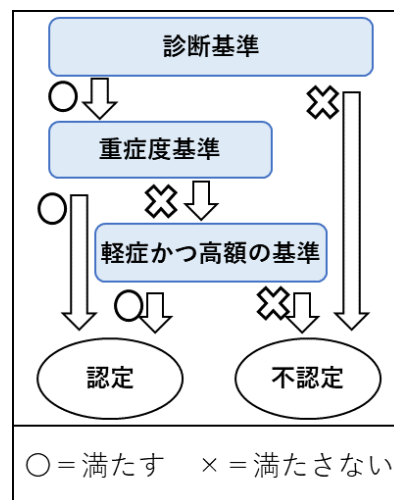 診断基準
重症度基準
軽症かつ高額の基準
認定
不認定
○＝満たす　×＝満たさない